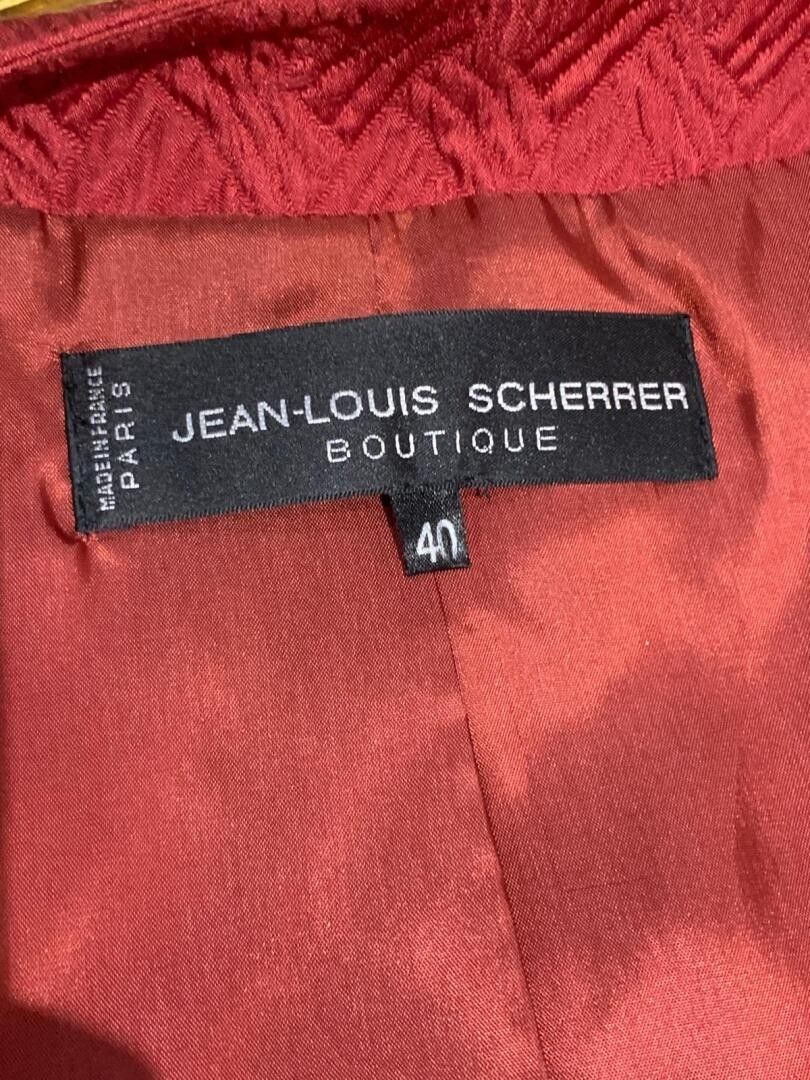 MADE IN FRANCE
PARIS
JEAN-LOUIS SCHERRER
BOUTIQUE
40